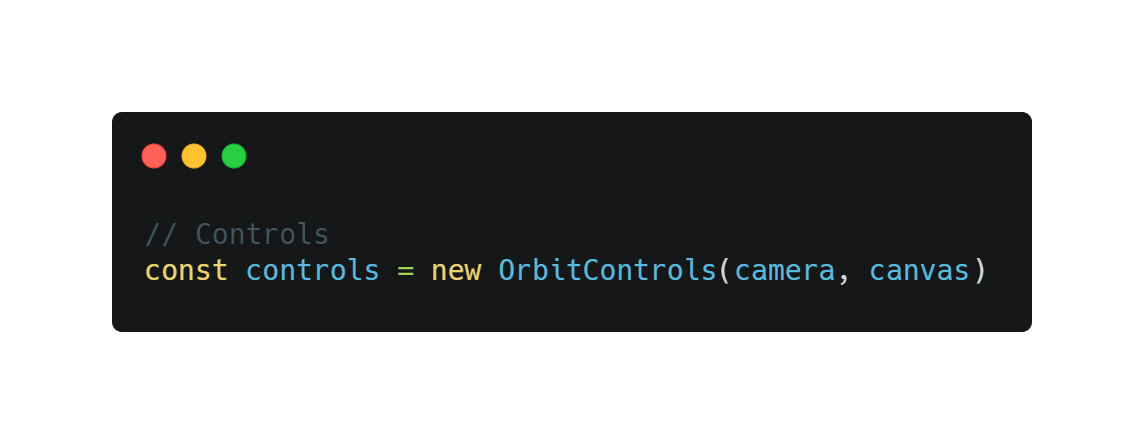 // Controls
const controls = new OrbitControls(camera, canvas)